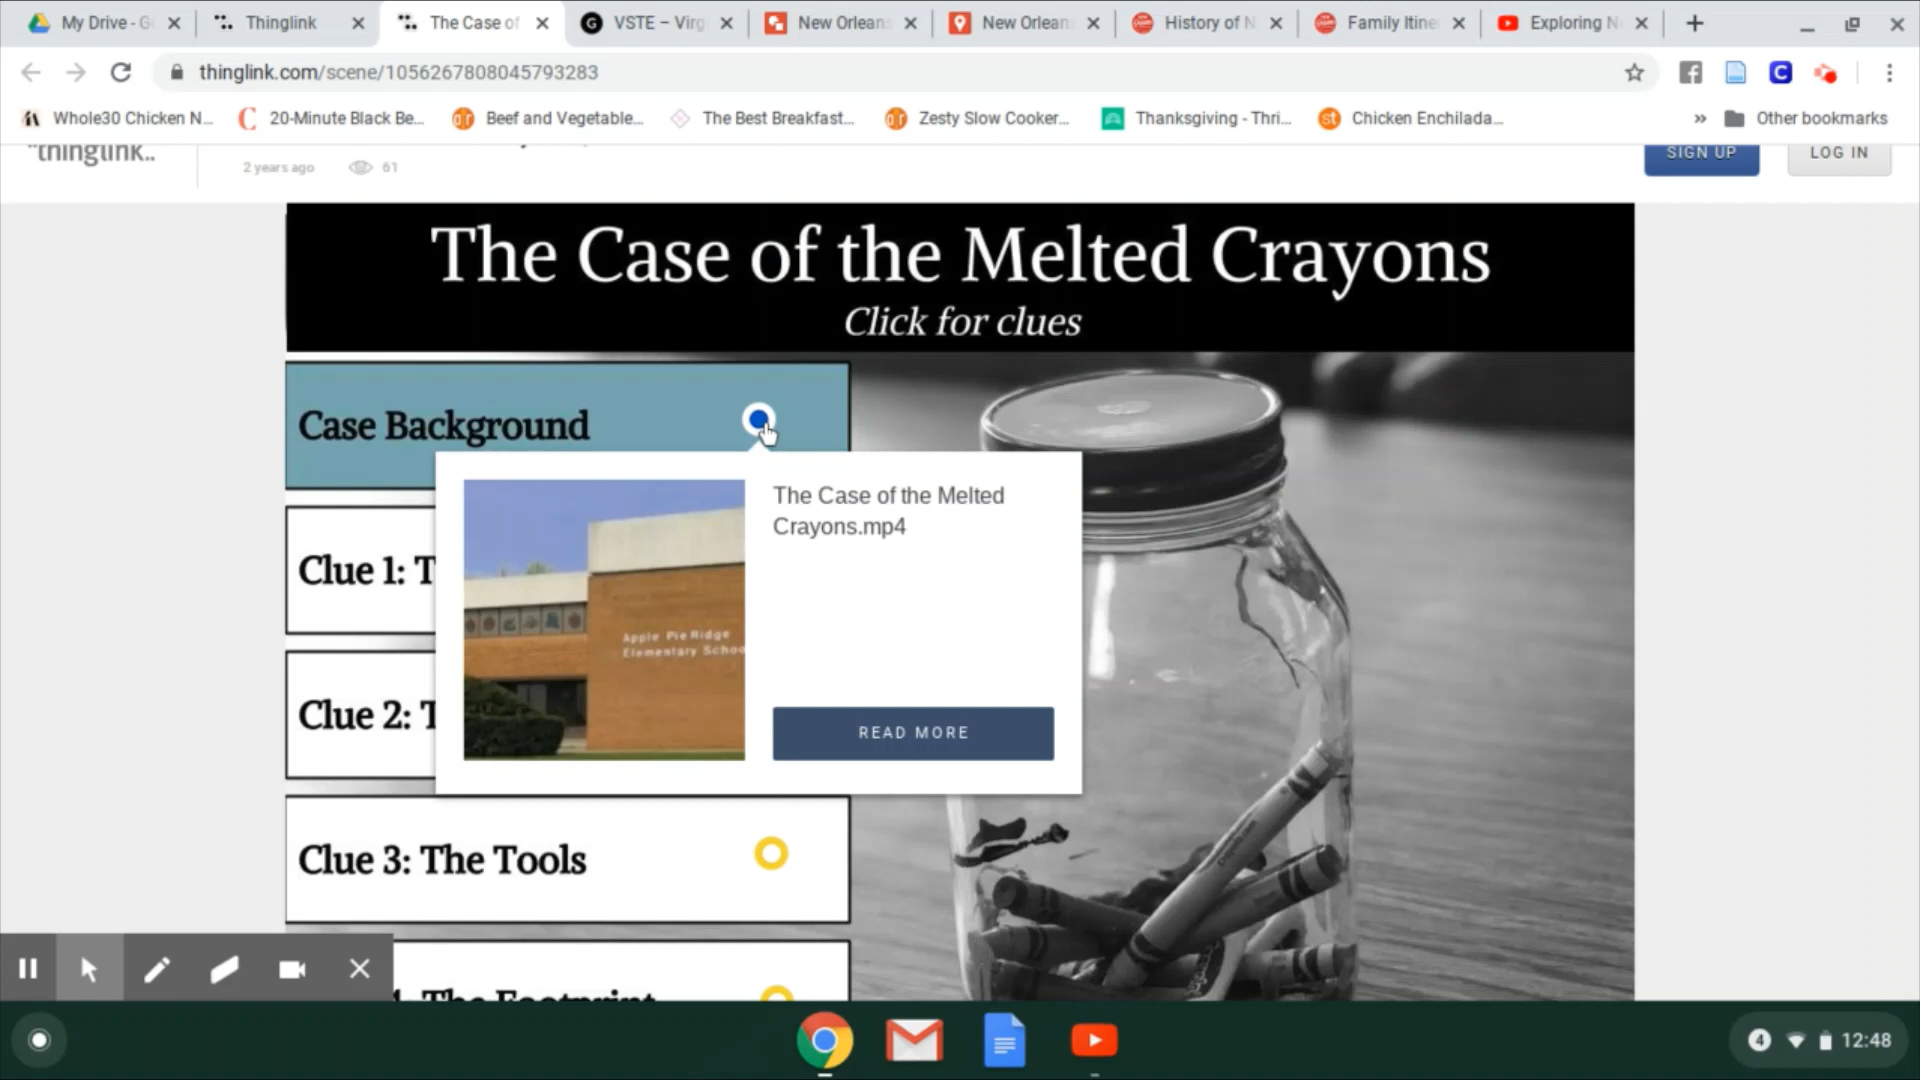 My Drive - G
Thinglink
The Case of
VSTE – Virg
New Orleans
New Orlean
History of N
Family Itine
Exploring N
thinglink.com/scene/1056267808045793283
Whole30 Chicken N...
20-Minute Black Be...
Beef and Vegetable...
The Best Breakfast...
Zesty Slow Cooker...
Thanksgiving - Thri...
Chicken Enchilada...
Other bookmarks
"thinglink..
2 years ago
61
SIGN UP
LOG IN
The Case of the Melted Crayons
Click for clues
Case Background
The Case of the Melted
Crayons.mp4
Apple Pie Ridge
Elementary Schoo
READ MORE
Clue 1: T
Clue 2: T
Clue 3: The Tools
The Footprint
4
12:48